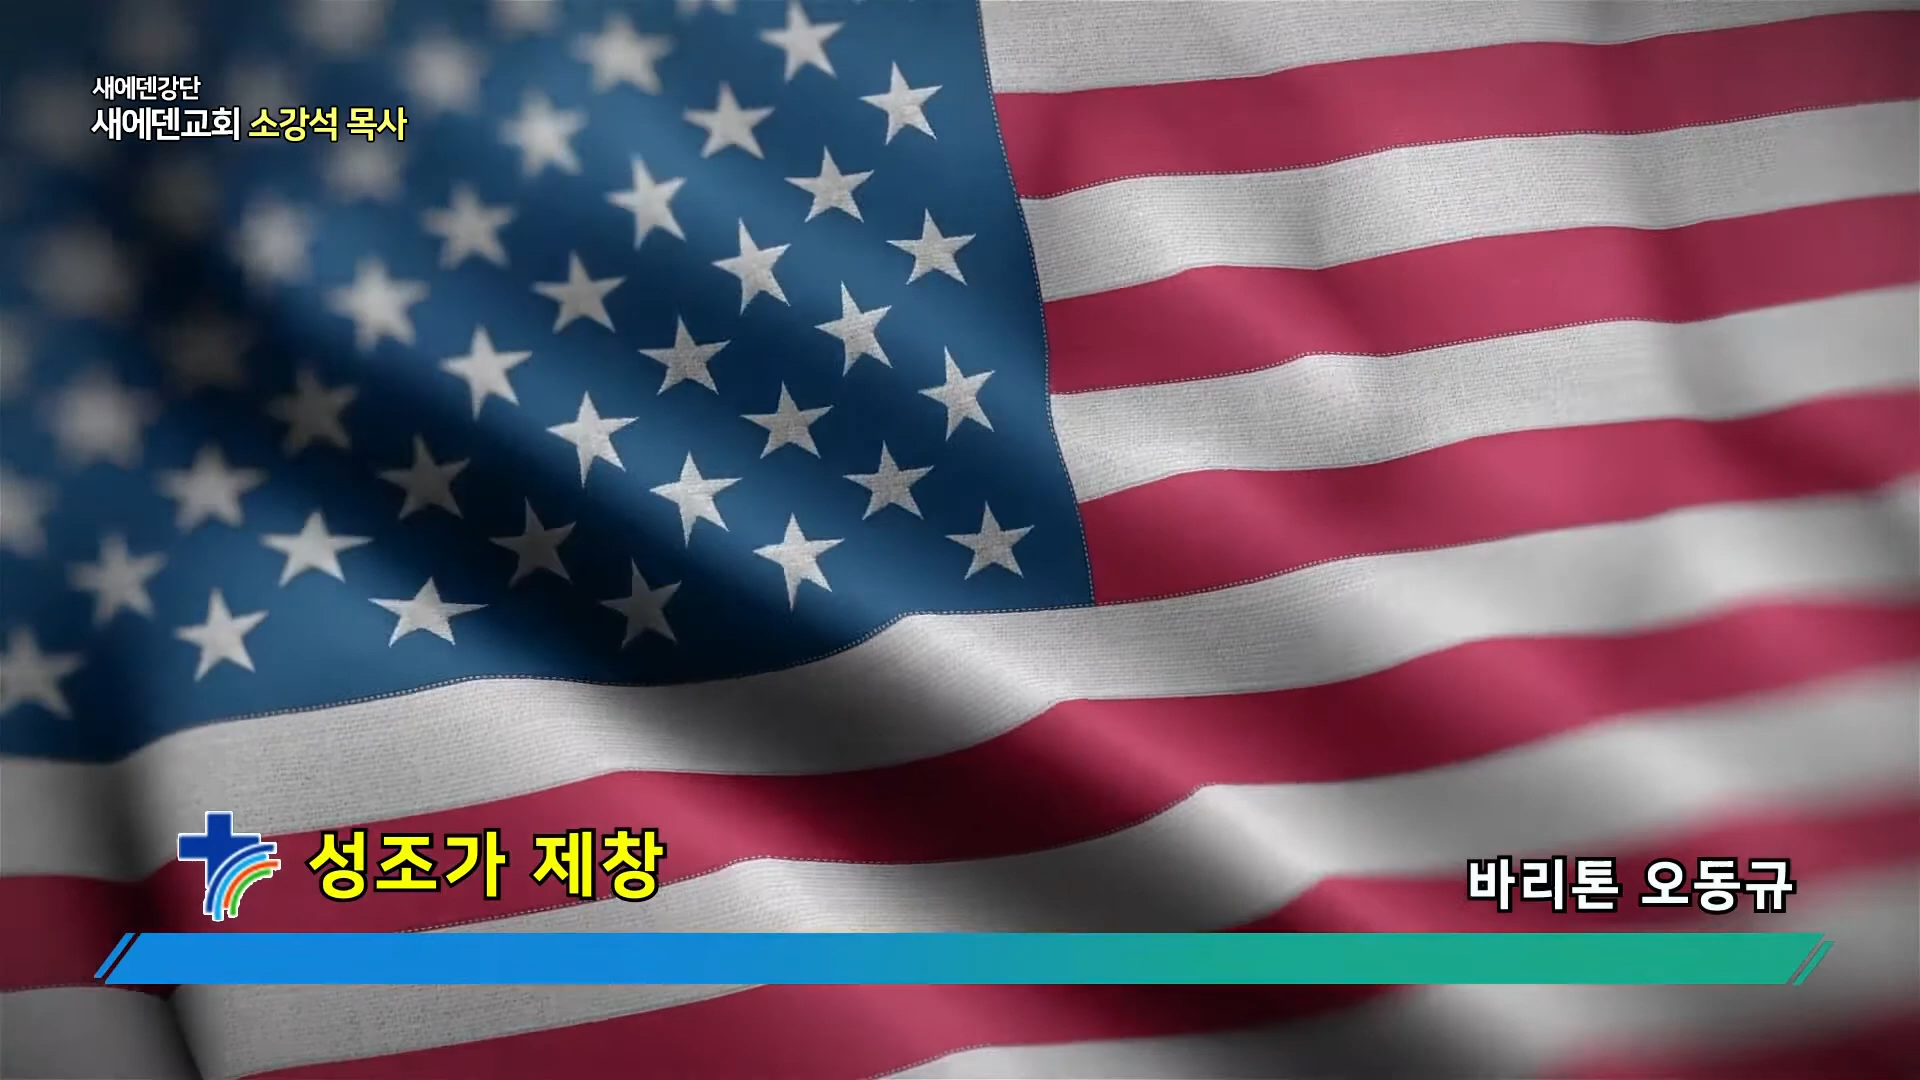 새에덴강단
새에덴교회 소강석 목사
성조가 제창
바리톤 오동규